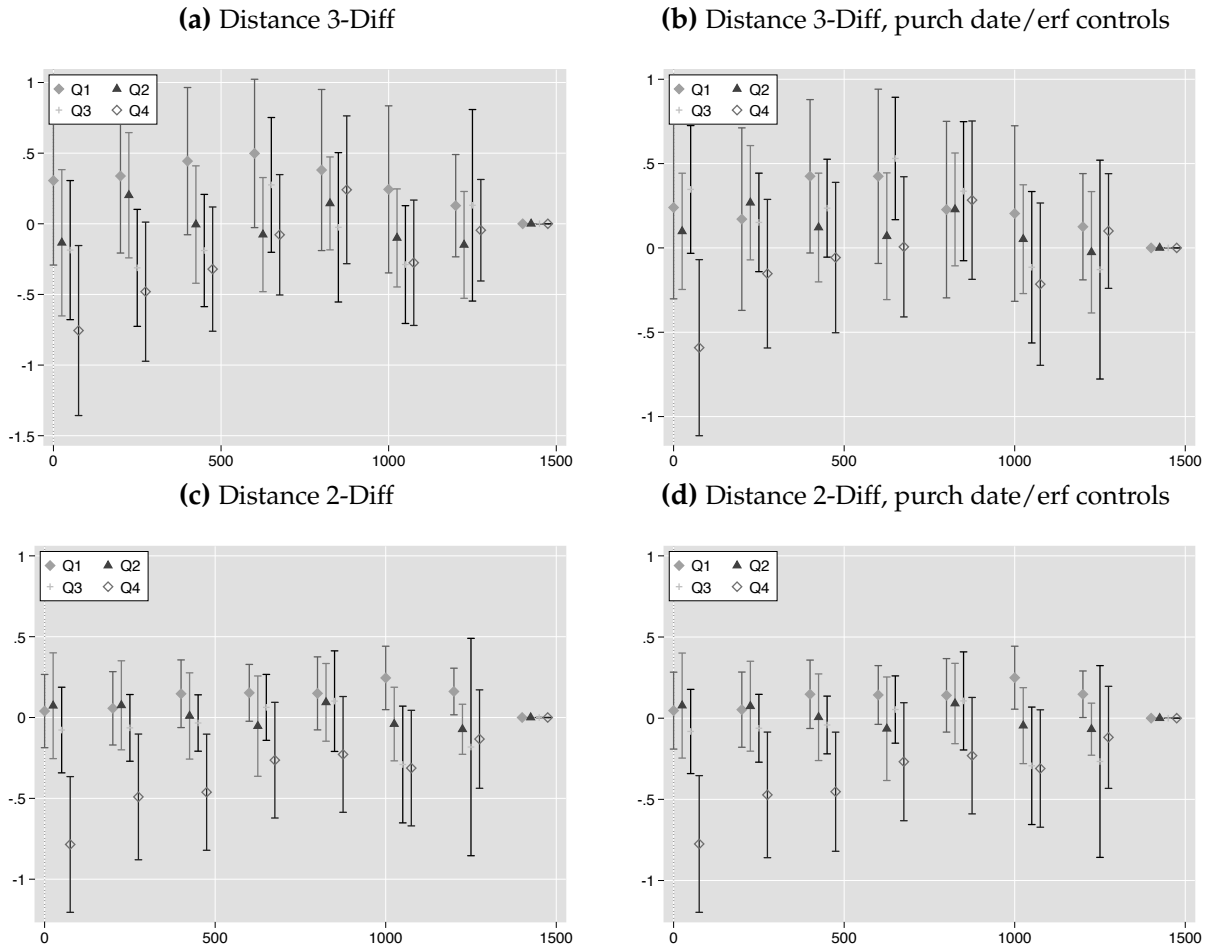 (a) Distance 3-Diff
1
.5
0
-.5
-1
-1.5
Q1 Q2
Q3 Q4
0 500 1000 1500
(b) Distance 3-Diff, purch date/erf controls
1
.5
0
-.5
-1
Q1 Q2
Q3 Q4
0 500 1000 1500
(c) Distance 2-Diff
1
.5
0
-.5
-1
Q1 Q2
Q3 Q4
0 500 1000 1500
(d) Distance 2-Diff, purch date/erf controls
1
.5
0
-.5
-1
Q1 Q2
Q3 Q4
0 500 1000 1500